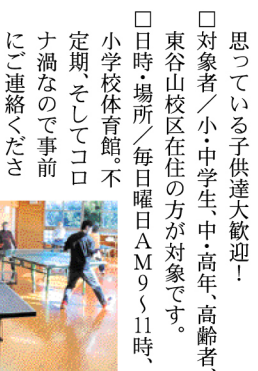 思っている子供達大歓迎！
□対象者／小・中学生、中・高年、高齢者、
東谷山校区在住の方が対象です。
□日時・場所／毎日曜日ＡＭ9〜11時、
小学校体育館。不
定期、そしてコロ
ナ渦なので事前
にご連絡くださ